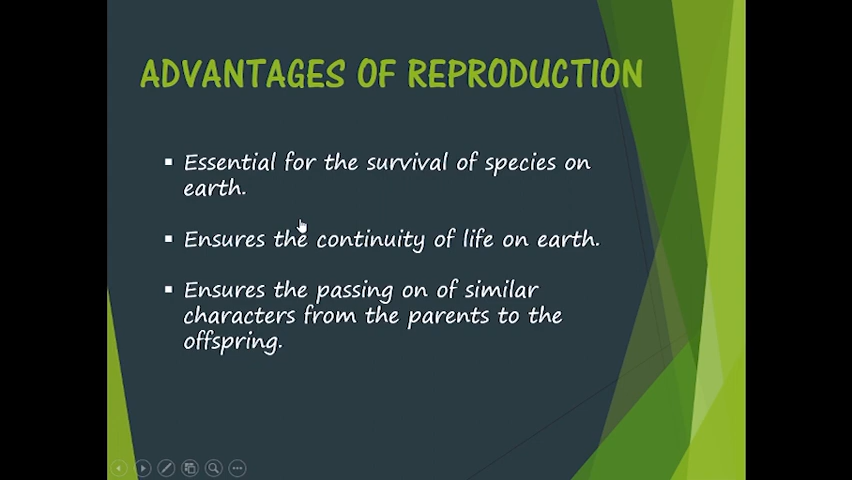 ADVANTAGES OF REPRODUCTION
▪ Essential for the survival of species on
earth.
▪ Ensures the continuity of life on earth.
▪ Ensures the passing on of similar
characters from the parents to the
offspring.